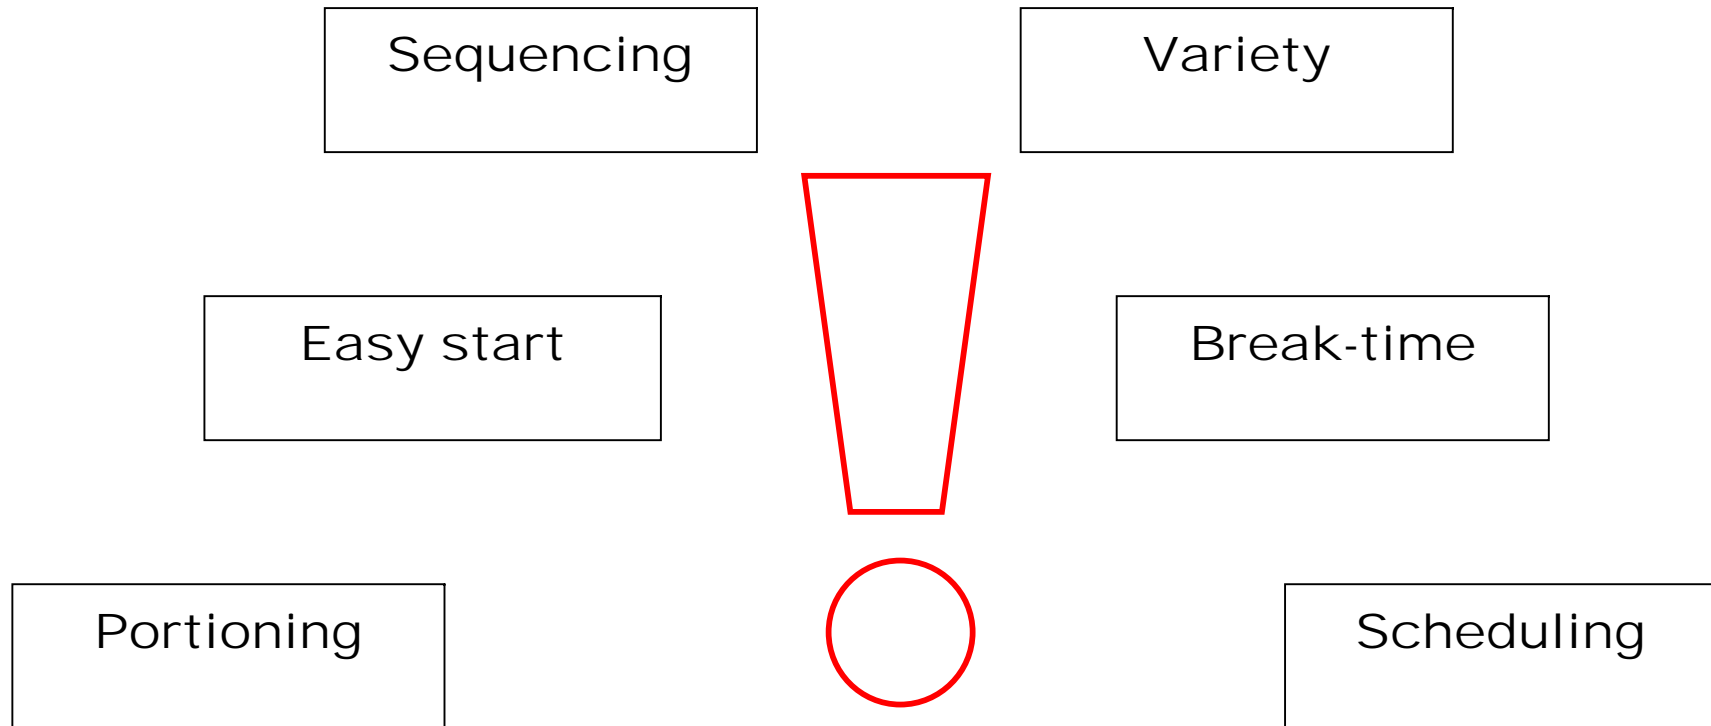 Sequencing
Variety
Easy start
Break-time
Portioning
Scheduling